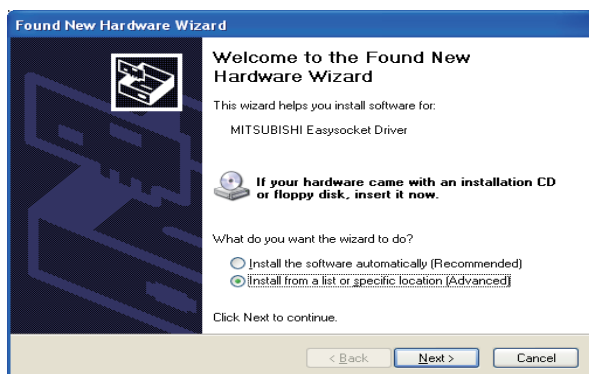 Found New Hardware Wizard
Welcome to the Found New
Hardware Wizard
This wizard helps you install software for:
MITSUBISHI Easysocket Driver
If your hardware came with an installation CD
or floppy disk, insert it now.
What do you want the wizard to do?
Install the software automatically (Recommended)
Install from a list or specific location (Advanced)
Click Next to continue.
< Back Next > Cancel